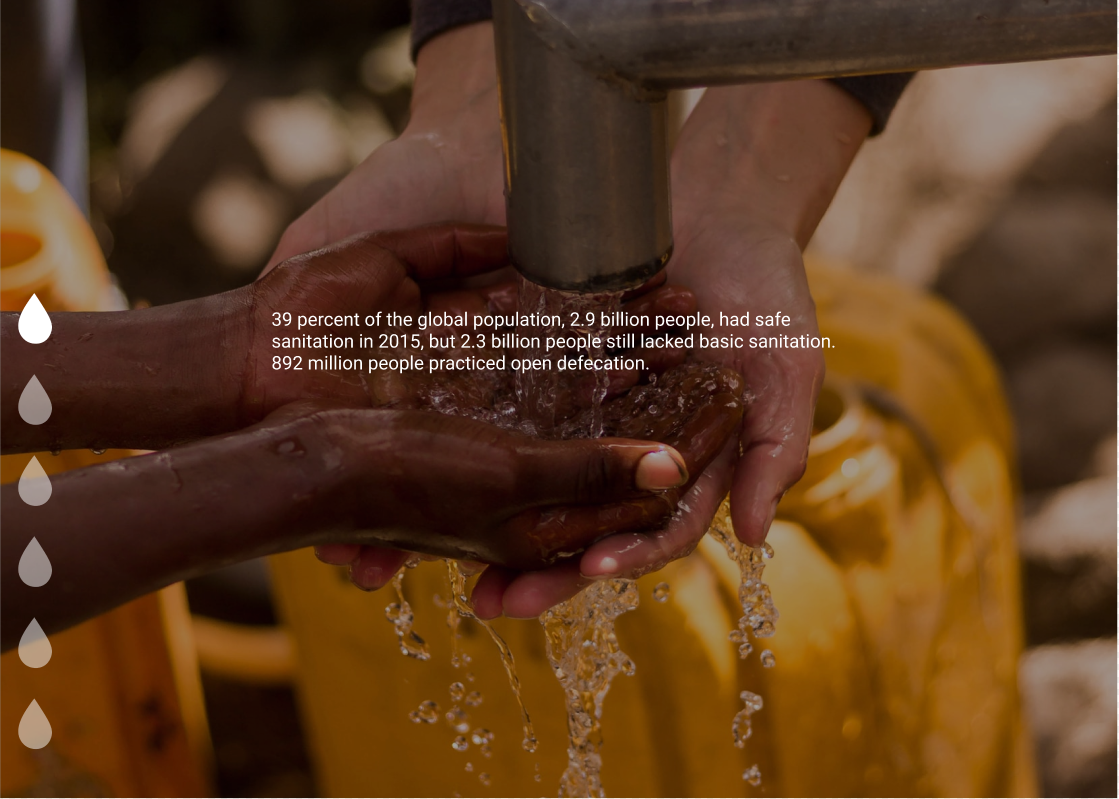 39 percent of the global population, 2.9 billion people, had safe
sanitation in 2015, but 2.3 billion people still lacked basic sanitation.
892 million people practiced open defecation.